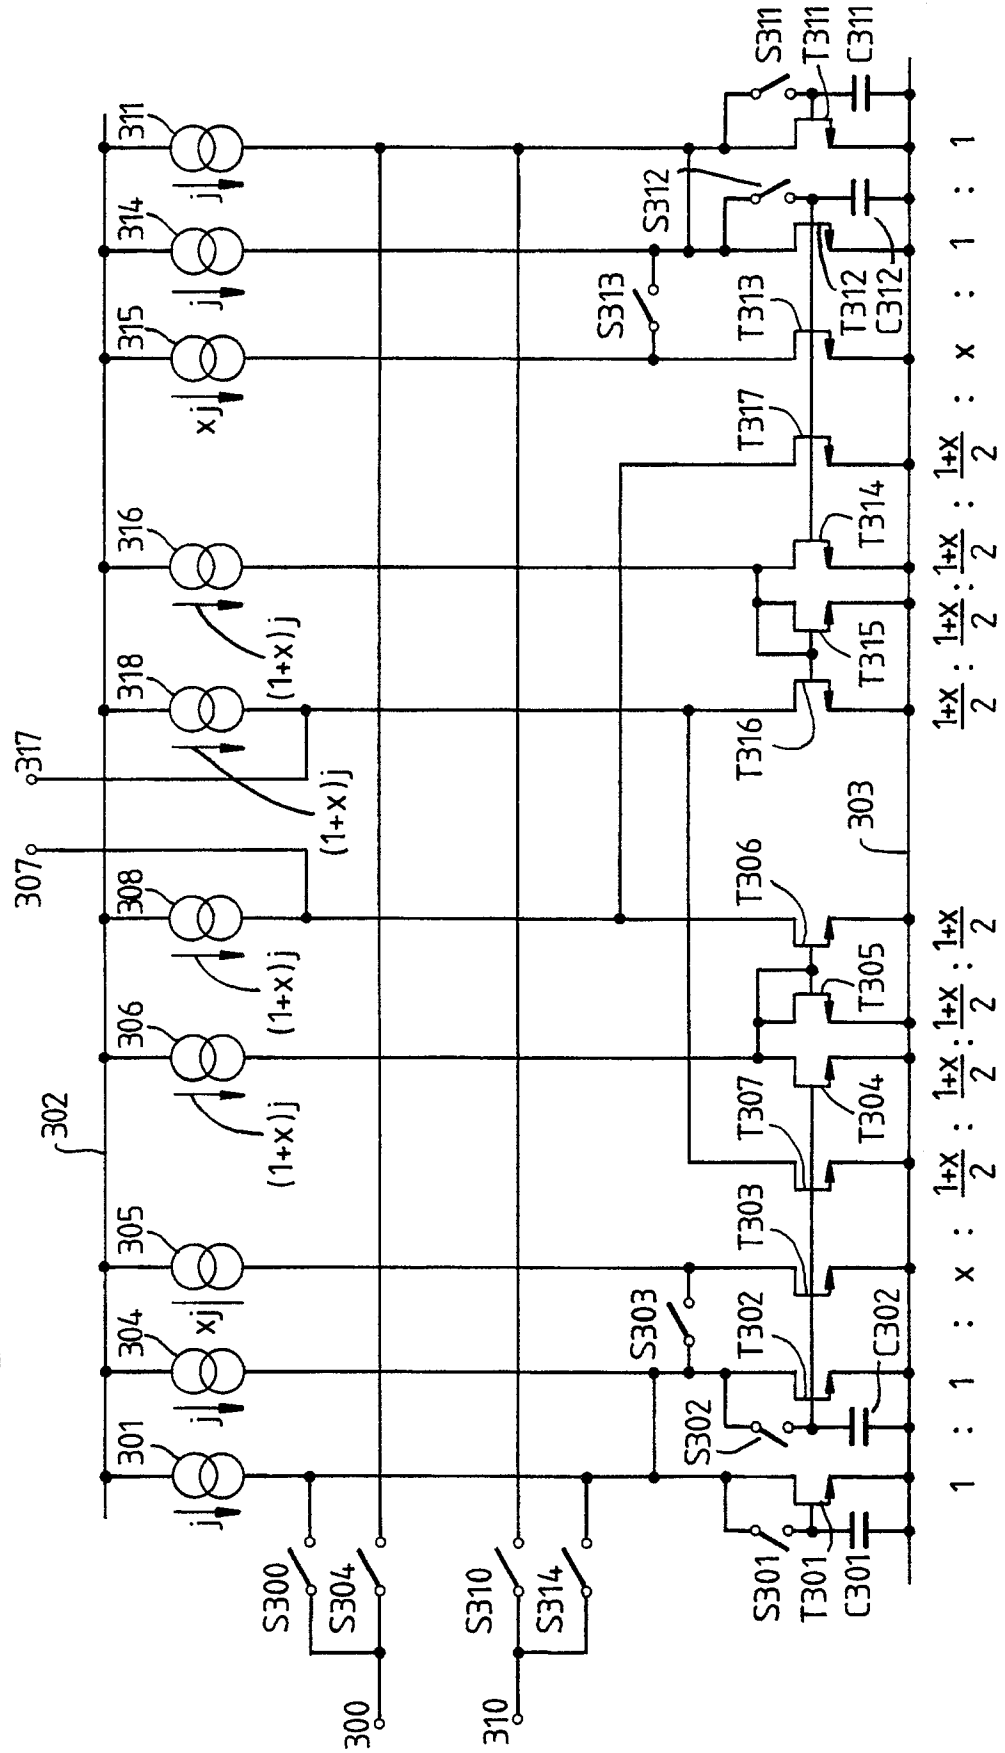 302
301
j
304
j
305
xj
306
(1+x)j
308
(1+x)j
307
317
318
(1+x)j
316
(1+x)j
315
xj
314
j
311
j
S300
S304
300
S310
S314
310
S303
S313
S312
S311
S301
T301
C301
S302
T302
C302
T303
T307
T304
T305
T306
303
T316
T315
T314
T317
T313
T312
C312
T311
C311
1 : 1 : x : 1+x/2 : 1+x/2 : 1+x/2 : 1+x/2
1+x/2 : 1+x/2 : 1+x/2 : 1+x/2 : x : 1 : 1